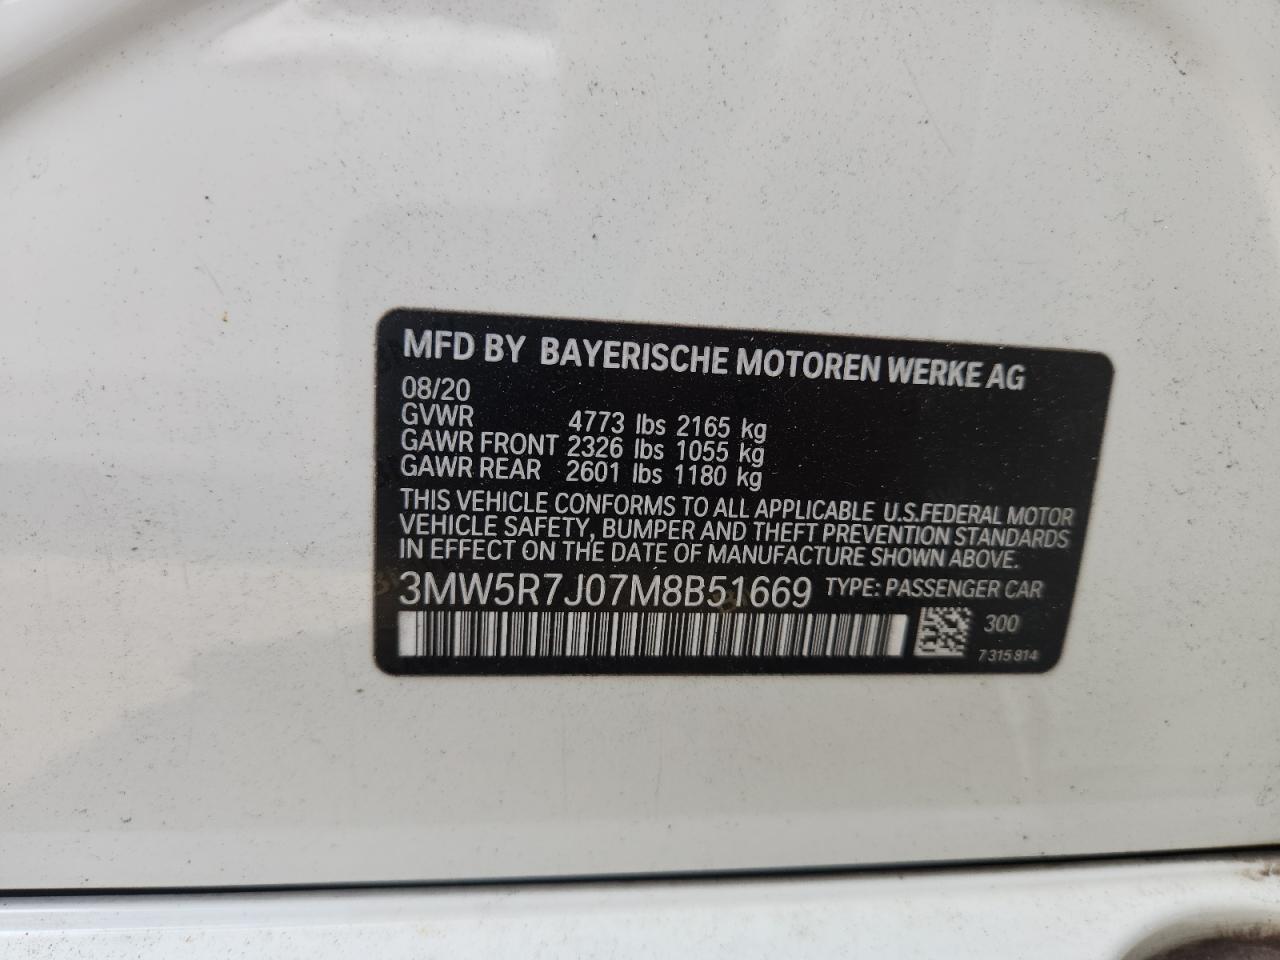 MFD BY BAYERISCHE MOTOREN WERKE AG
08/20
GVWR 4773 lbs 2165 kg
GAWR FRONT 2326 lbs 1055 kg
GAWR REAR 2601 lbs 1180 kg
THIS VEHICLE CONFORMS TO ALL APPLICABLE U.S.FEDERAL MOTOR
VEHICLE SAFETY, BUMPER AND THEFT PREVENTION STANDARDS
IN EFFECT ON THE DATE OF MANUFACTURE SHOWN ABOVE.
3MW5R7J07M8B51669 TYPE: PASSENGER CAR
300
7 315 814